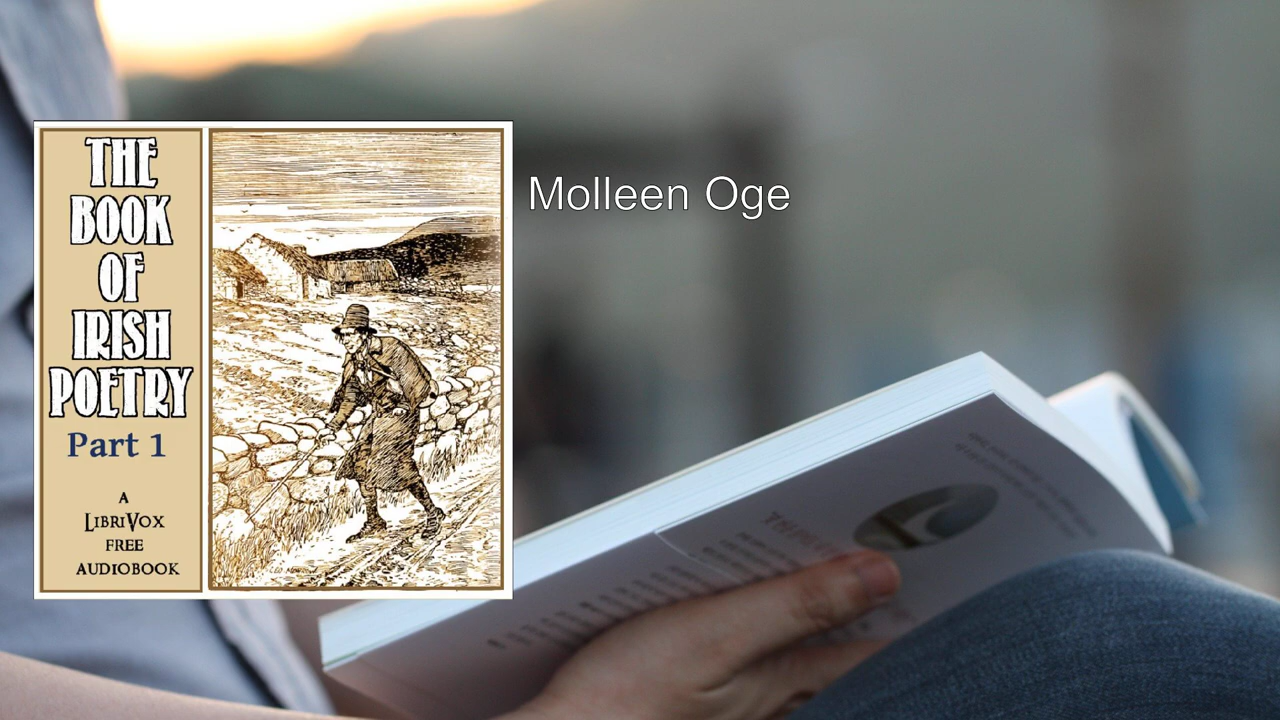 THE
BOOK
OF
IRISH
POETRY
Part 1
A
LIBRIVOX
FREE
AUDIOBOOK
Molleen Oge